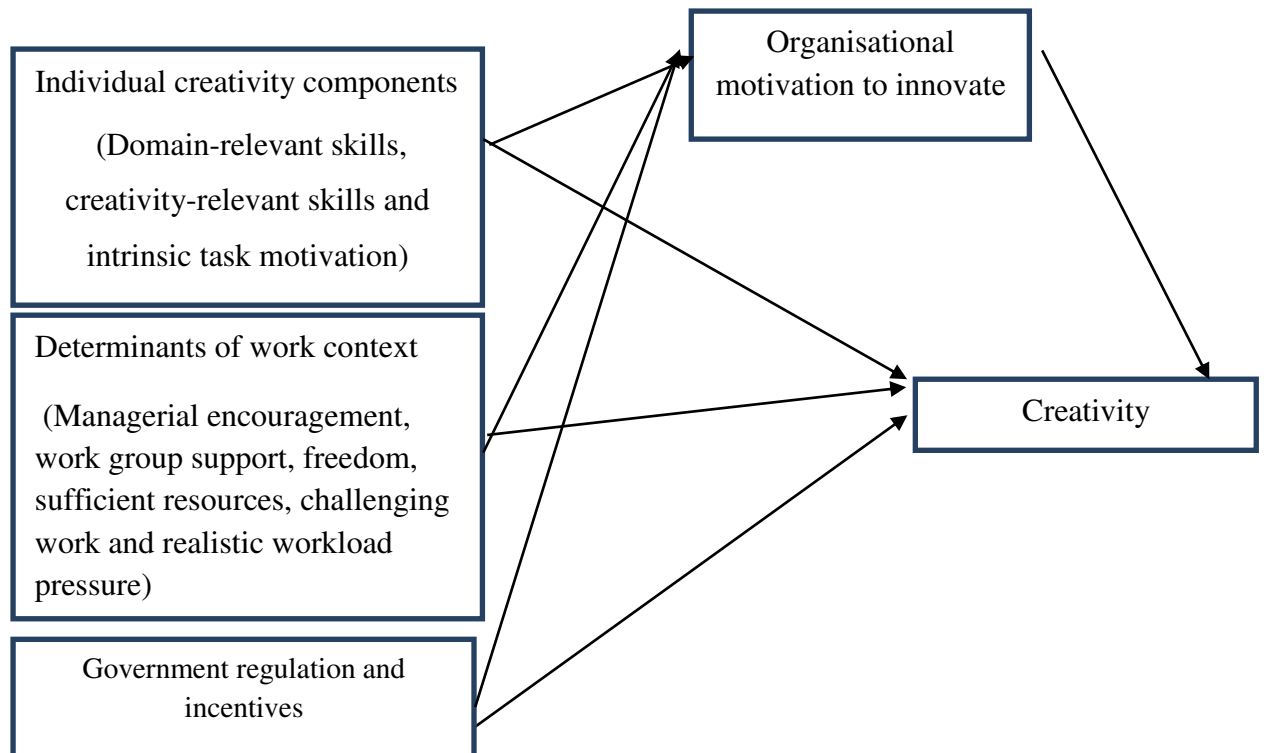 Individual creativity components
(Domain-relevant skills,
creativity-relevant skills and
intrinsic task motivation)
Determinants of work context
(Managerial encouragement,
work group support, freedom,
sufficient resources, challenging
work and realistic workload
pressure)
Government regulation and
incentives
Organisational
motivation to innovate
Creativity